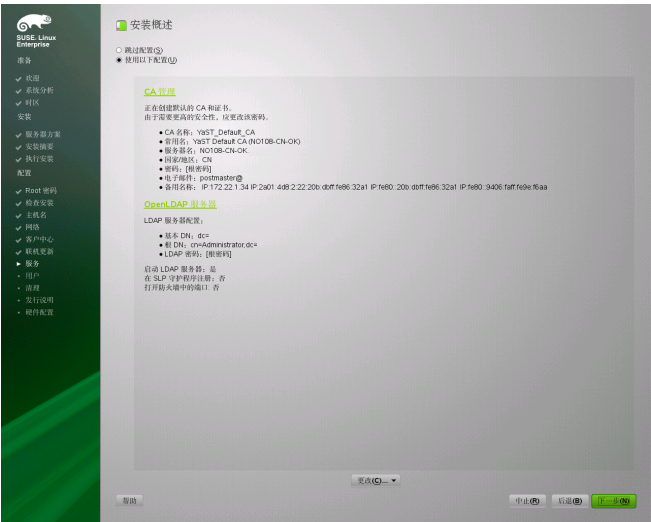 SUSE. Linux
Enterprise
准备
欢迎
系统分析
时区
安装
服务器方案
安装摘要
执行安装
配置
Root 密码
检查安装
主机名
网络
客户中心
联机更新
服务
用户
清理
发行说明
硬件配置
安装概述
跳过配置(S)
使用以下配置(U)
CA 管理
正在创建默认的 CA 和证书。
由于需要更高的安全性，应更改该密码。
CA 名称： YaST_Default_CA
常用名： YaST Default CA (NO108-CN-OK)
服务器名： NO108-CN-OK.
国家/地区： CN
密码： [根密码]
电子邮件： postmaster@
备用名称： IP:172.22.1.34 IP:2a01:4d8:2:22:20b:dbff:fe86:32a1 IP:fe80::20b:dbff:fe86:32a1 IP:fe80::9406:faff:fe9e:f6aa
OpenLDAP 服务器
LDAP 服务器配置：
基本 DN： dc=
根 DN： cn=Administrator,dc=
LDAP 密码： [根密码]
启动 LDAP 服务器： 是
在 SLP 守护程序注册： 否
打开防火墙中的端口 否
更改(C)...
帮助
中止(R)
后退(B)
下一步(N)